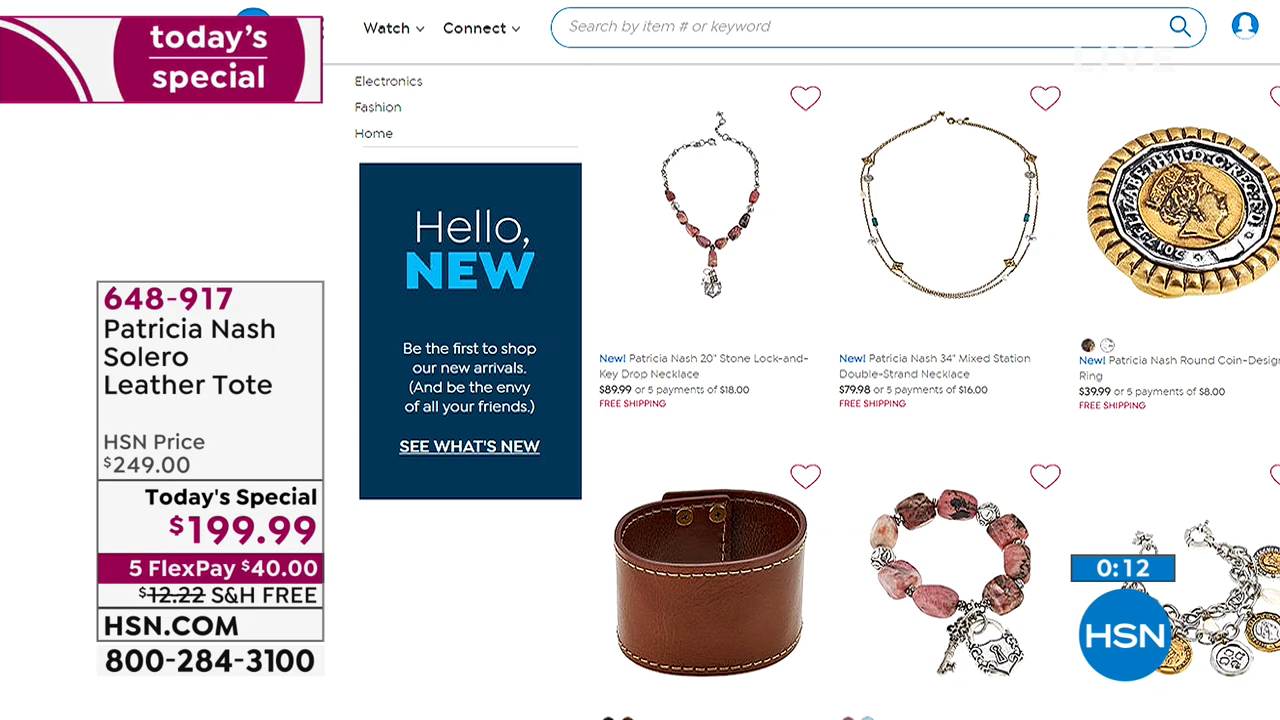 today's
special
Watch
Connect
Search by item # or keyword
LIVE
Electronics
Fashion
Home
Hello,
NEW
Be the first to shop
our new arrivals.
(And be the envy
of all your friends.)
SEE WHAT'S NEW
648-917
Patricia Nash
Solero
Leather Tote
HSN Price
$249.00
Today's Special
$199.99
5 FlexPay $40.00
$12.22 S&H FREE
HSN.COM
800-284-3100
New! Patricia Nash 20" Stone Lock-and-
Key Drop Necklace
$89.99 or 5 payments of $18.00
FREE SHIPPING
New! Patricia Nash 34" Mixed Station
Double-Strand Necklace
$79.98 or 5 payments of $16.00
FREE SHIPPING
New! Patricia Nash Round Coin-Design
Ring
$39.99 or 5 payments of $8.00
FREE SHIPPING
0:12
HSN